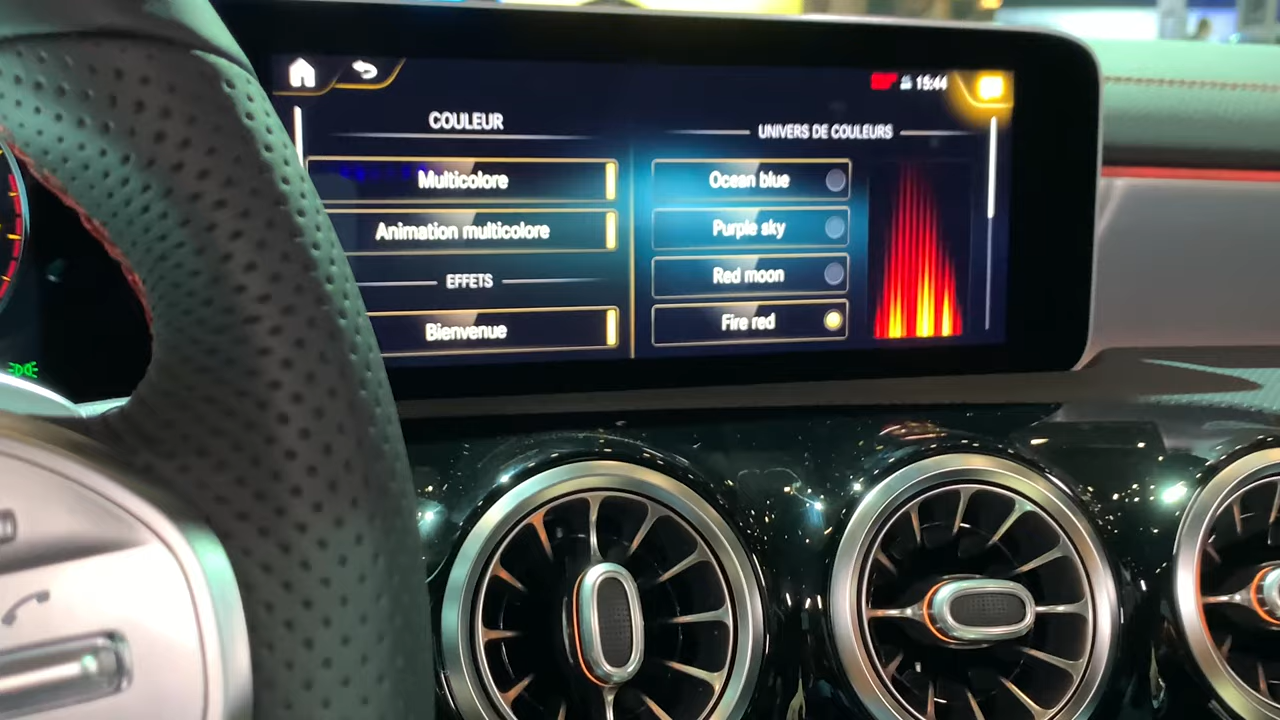 15:44
COULEUR
Multicolore
Animation multicolore
EFFETS
Bienvenue
UNIVERS DE COULEURS
Ocean blue
Purple sky
Red moon
Fire red